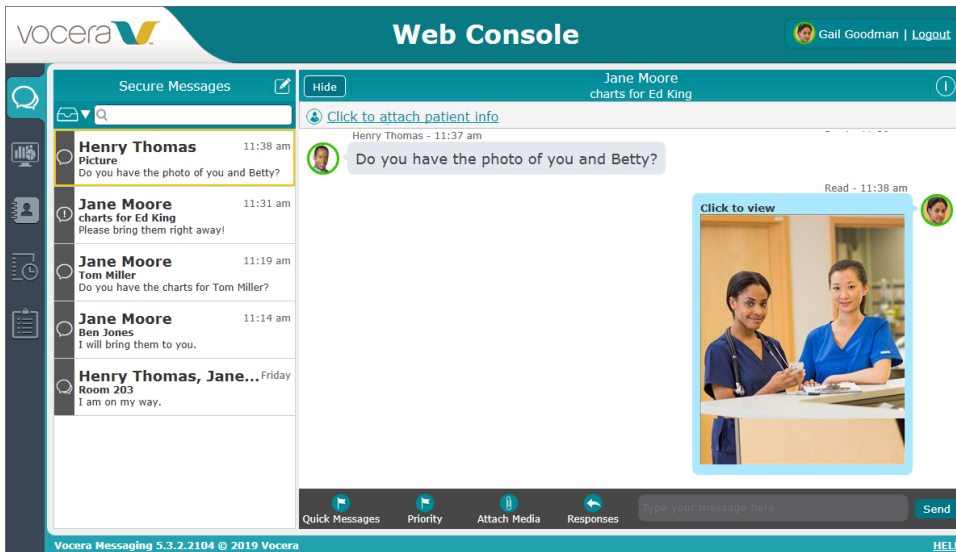 vocera
Web Console
Gail Goodman | Logout
Secure Messages
Henry Thomas 11:38 am
Picture
Do you have the photo of you and Betty?
Jane Moore 11:31 am
charts for Ed King
Please bring them right away!
Jane Moore 11:19 am
Tom Miller
Do you have the charts for Tom Miller?
Jane Moore 11:14 am
Ben Jones
I will bring them to you.
Henry Thomas, Jane... Friday
Room 203
I am on my way.
Hide
Jane Moore
charts for Ed King
Click to attach patient info
Henry Thomas - 11:37 am
Do you have the photo of you and Betty?
Read - 11:38 am
Click to view
Quick Messages
Priority
Attach Media
Responses
Type your message here
Send
Vocera Messaging 5.3.2.2104 © 2019 Vocera